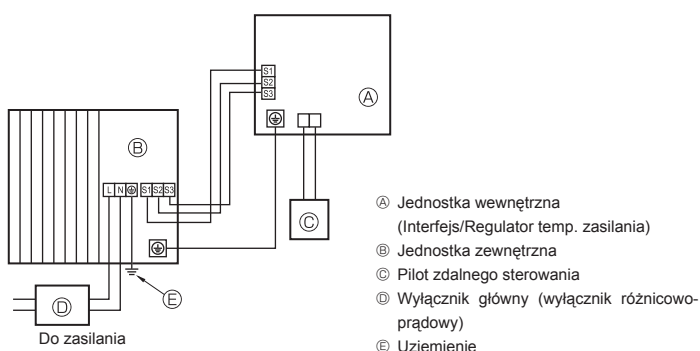 S1
S2
S3
Ⓐ
Ⓑ
L N S1 S2 S3
Ⓒ
Ⓓ
Ⓔ
Do zasilania
Ⓐ Jednostka wewnętrzna
(Interfejs/Regulator temp. zasilania)
Ⓑ Jednostka zewnętrzna
Ⓒ Pilot zdalnego sterowania
Ⓓ Wyłącznik główny (wyłącznik różnicowo-
prądowy)
Ⓔ Uziemienie